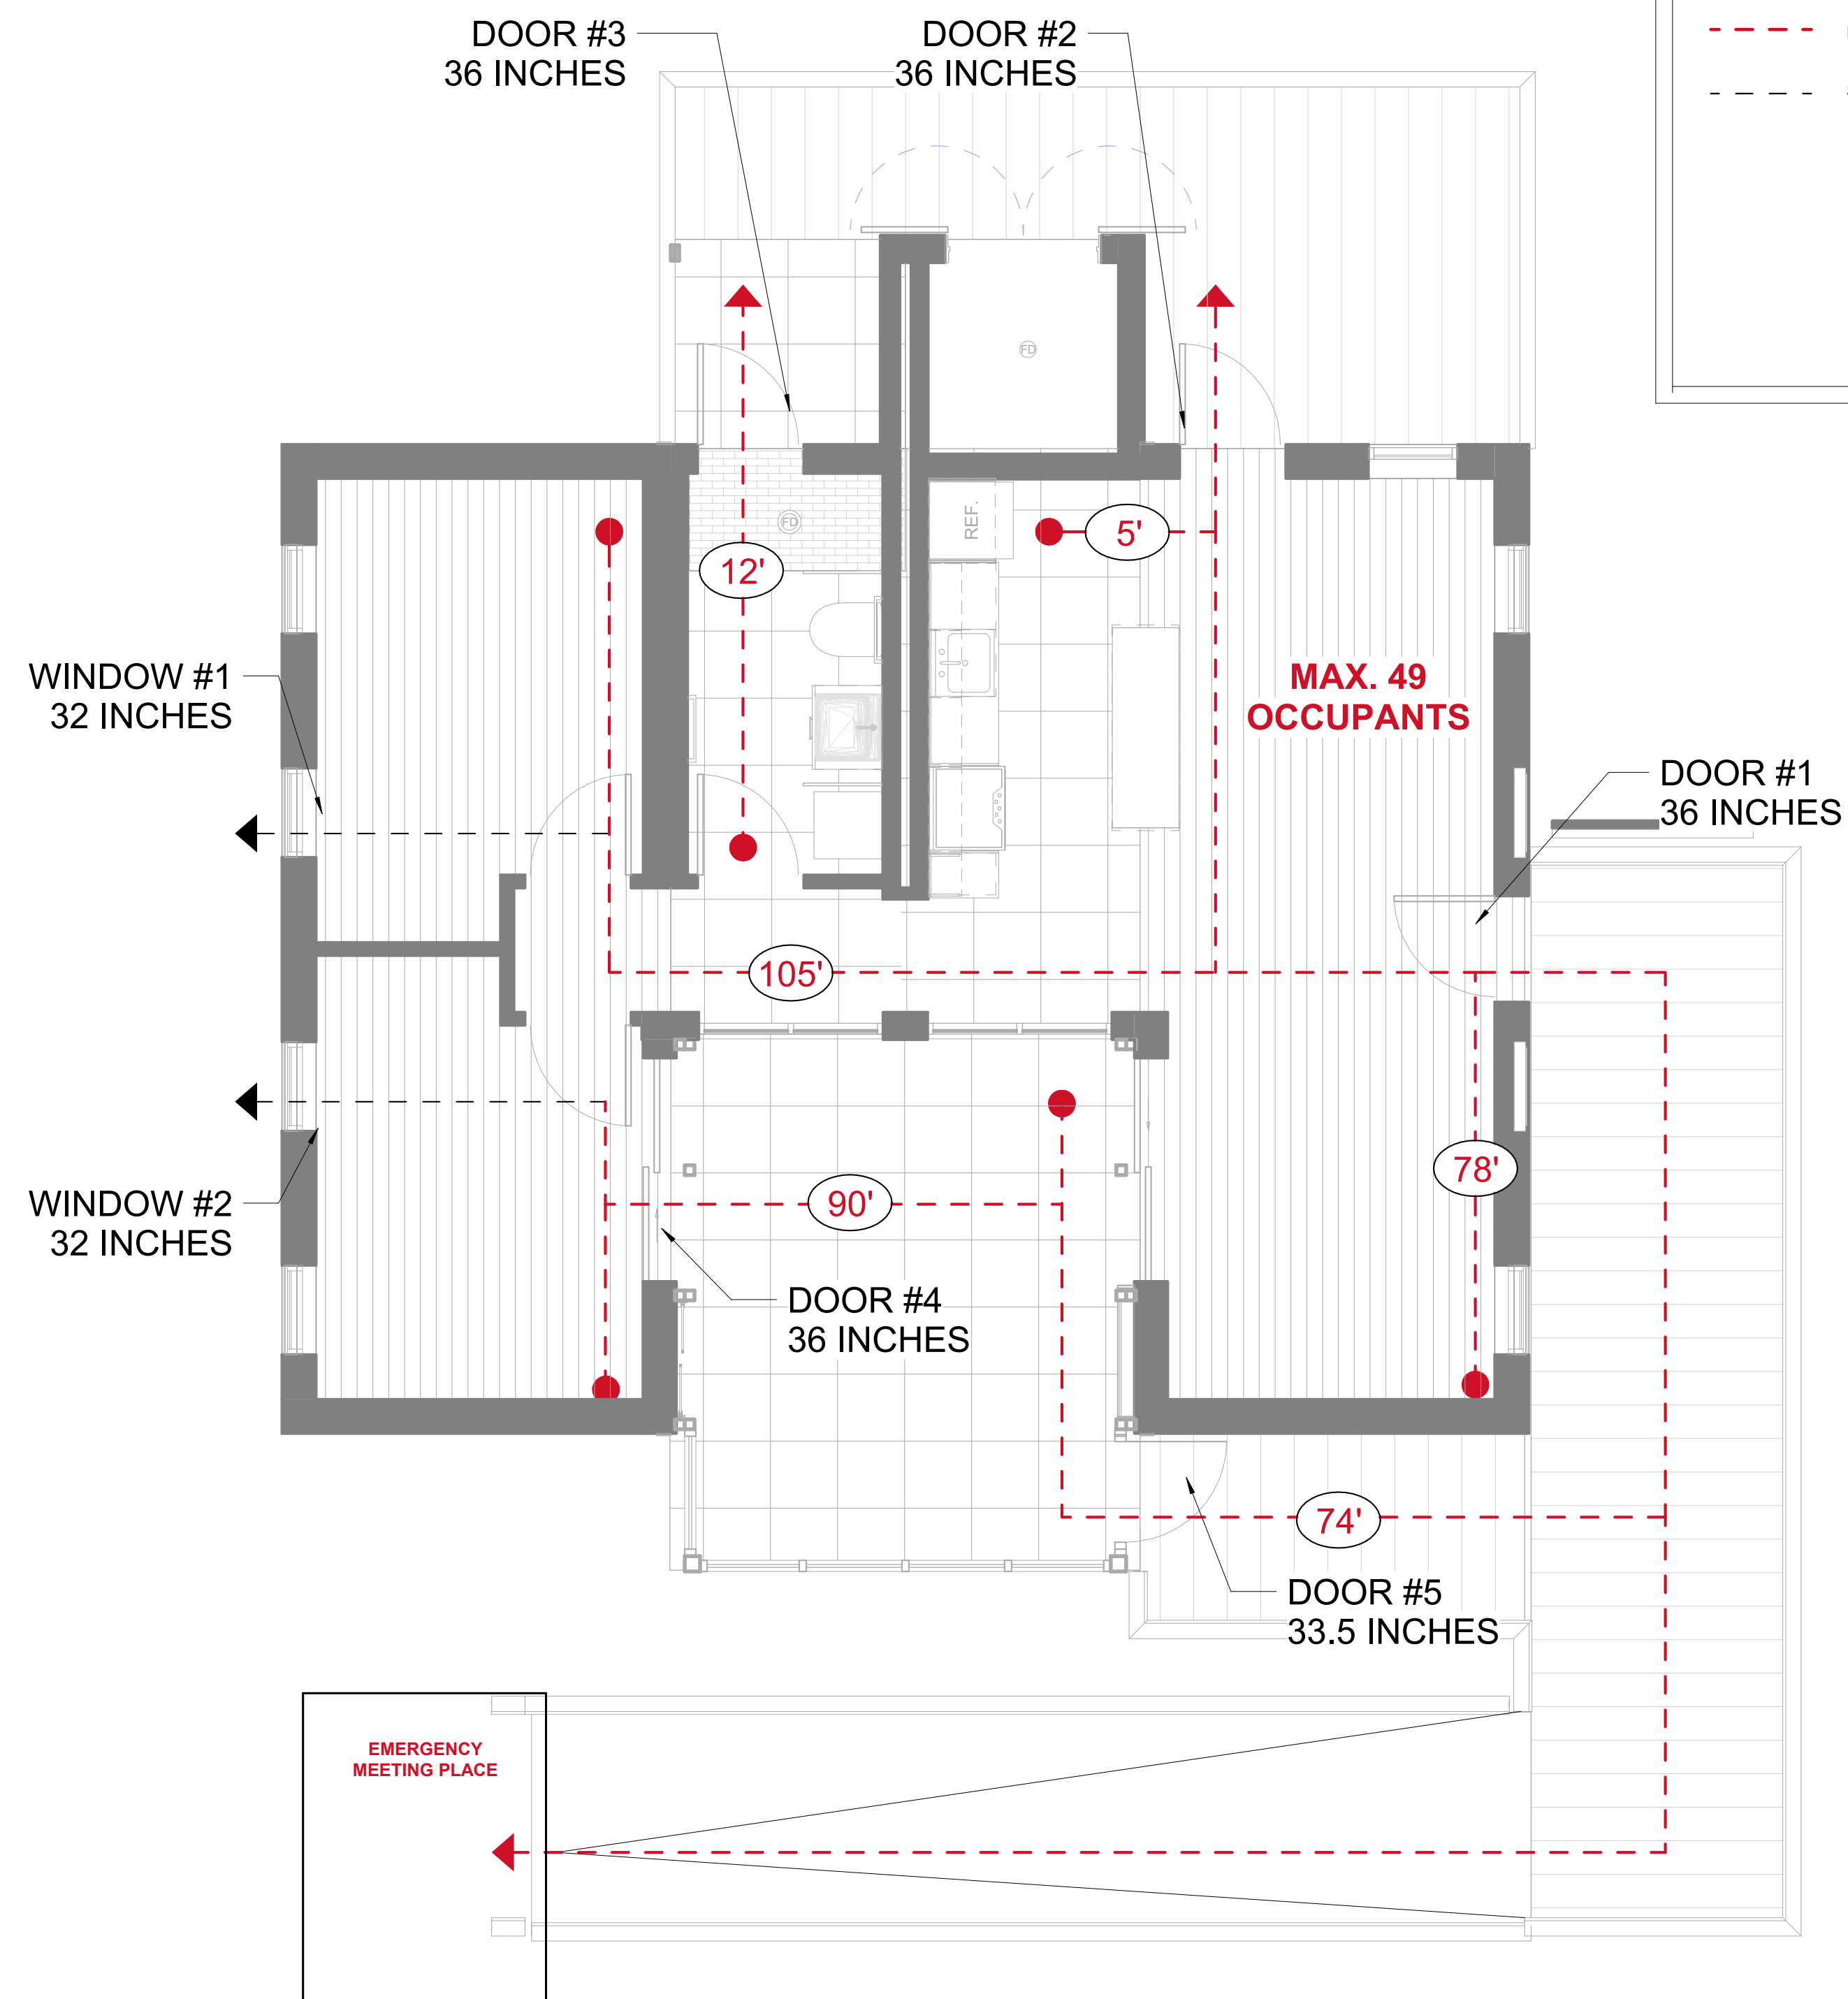 DOOR #3
36 INCHES
DOOR #2
36 INCHES
FD
REF.
5'
FD
12'
WINDOW #1
32 INCHES
MAX. 49
OCCUPANTS
DOOR #1
36 INCHES
105'
78'
90'
WINDOW #2
32 INCHES
DOOR #4
36 INCHES
74'
DOOR #5
33.5 INCHES
EMERGENCY
MEETING PLACE